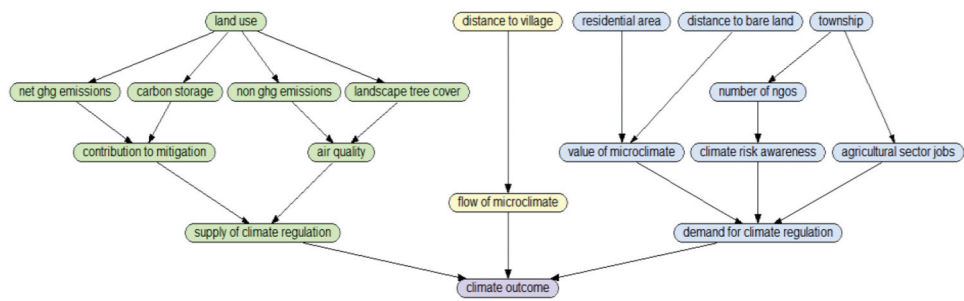 land use
distance to village
residential area
distance to bare land
township
net ghg emissions
carbon storage
non ghg emissions
landscape tree cover
number of ngos
contribution to mitigation
air quality
value of microclimate
climate risk awareness
agricultural sector jobs
flow of microclimate
supply of climate regulation
demand for climate regulation
climate outcome